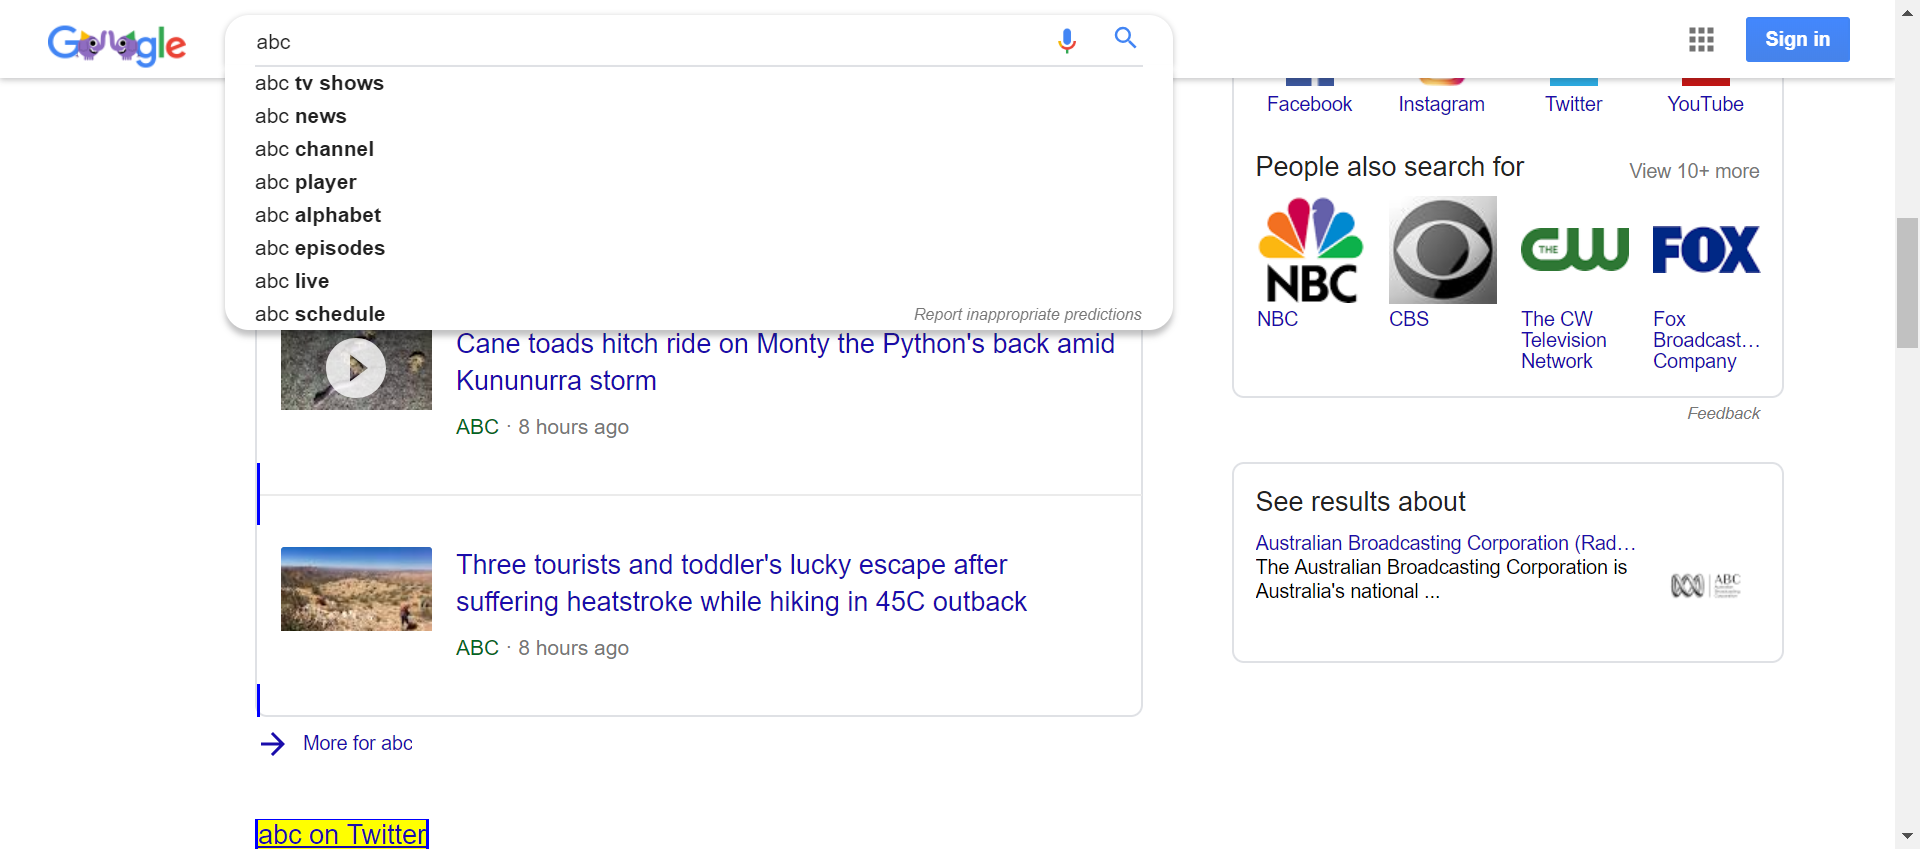 Google
abc
Sign in
abc tv shows
abc news
abc channel
abc player
abc alphabet
abc episodes
abc live
abc schedule
Report inappropriate predictions
Cane toads hitch ride on Monty the Python's back amid
Kununurra storm
ABC · 8 hours ago
Three tourists and toddler's lucky escape after
suffering heatstroke while hiking in 45C outback
ABC · 8 hours ago
More for abc
abc on Twitter
Facebook
Instagram
Twitter
YouTube
People also search for
View 10+ more
NBC
THE CW
FOX
NBC
CBS
The CW
Television
Network
Fox
Broadcast...
Company
Feedback
See results about
Australian Broadcasting Corporation (Rad...
The Australian Broadcasting Corporation is
Australia's national ...
ABC